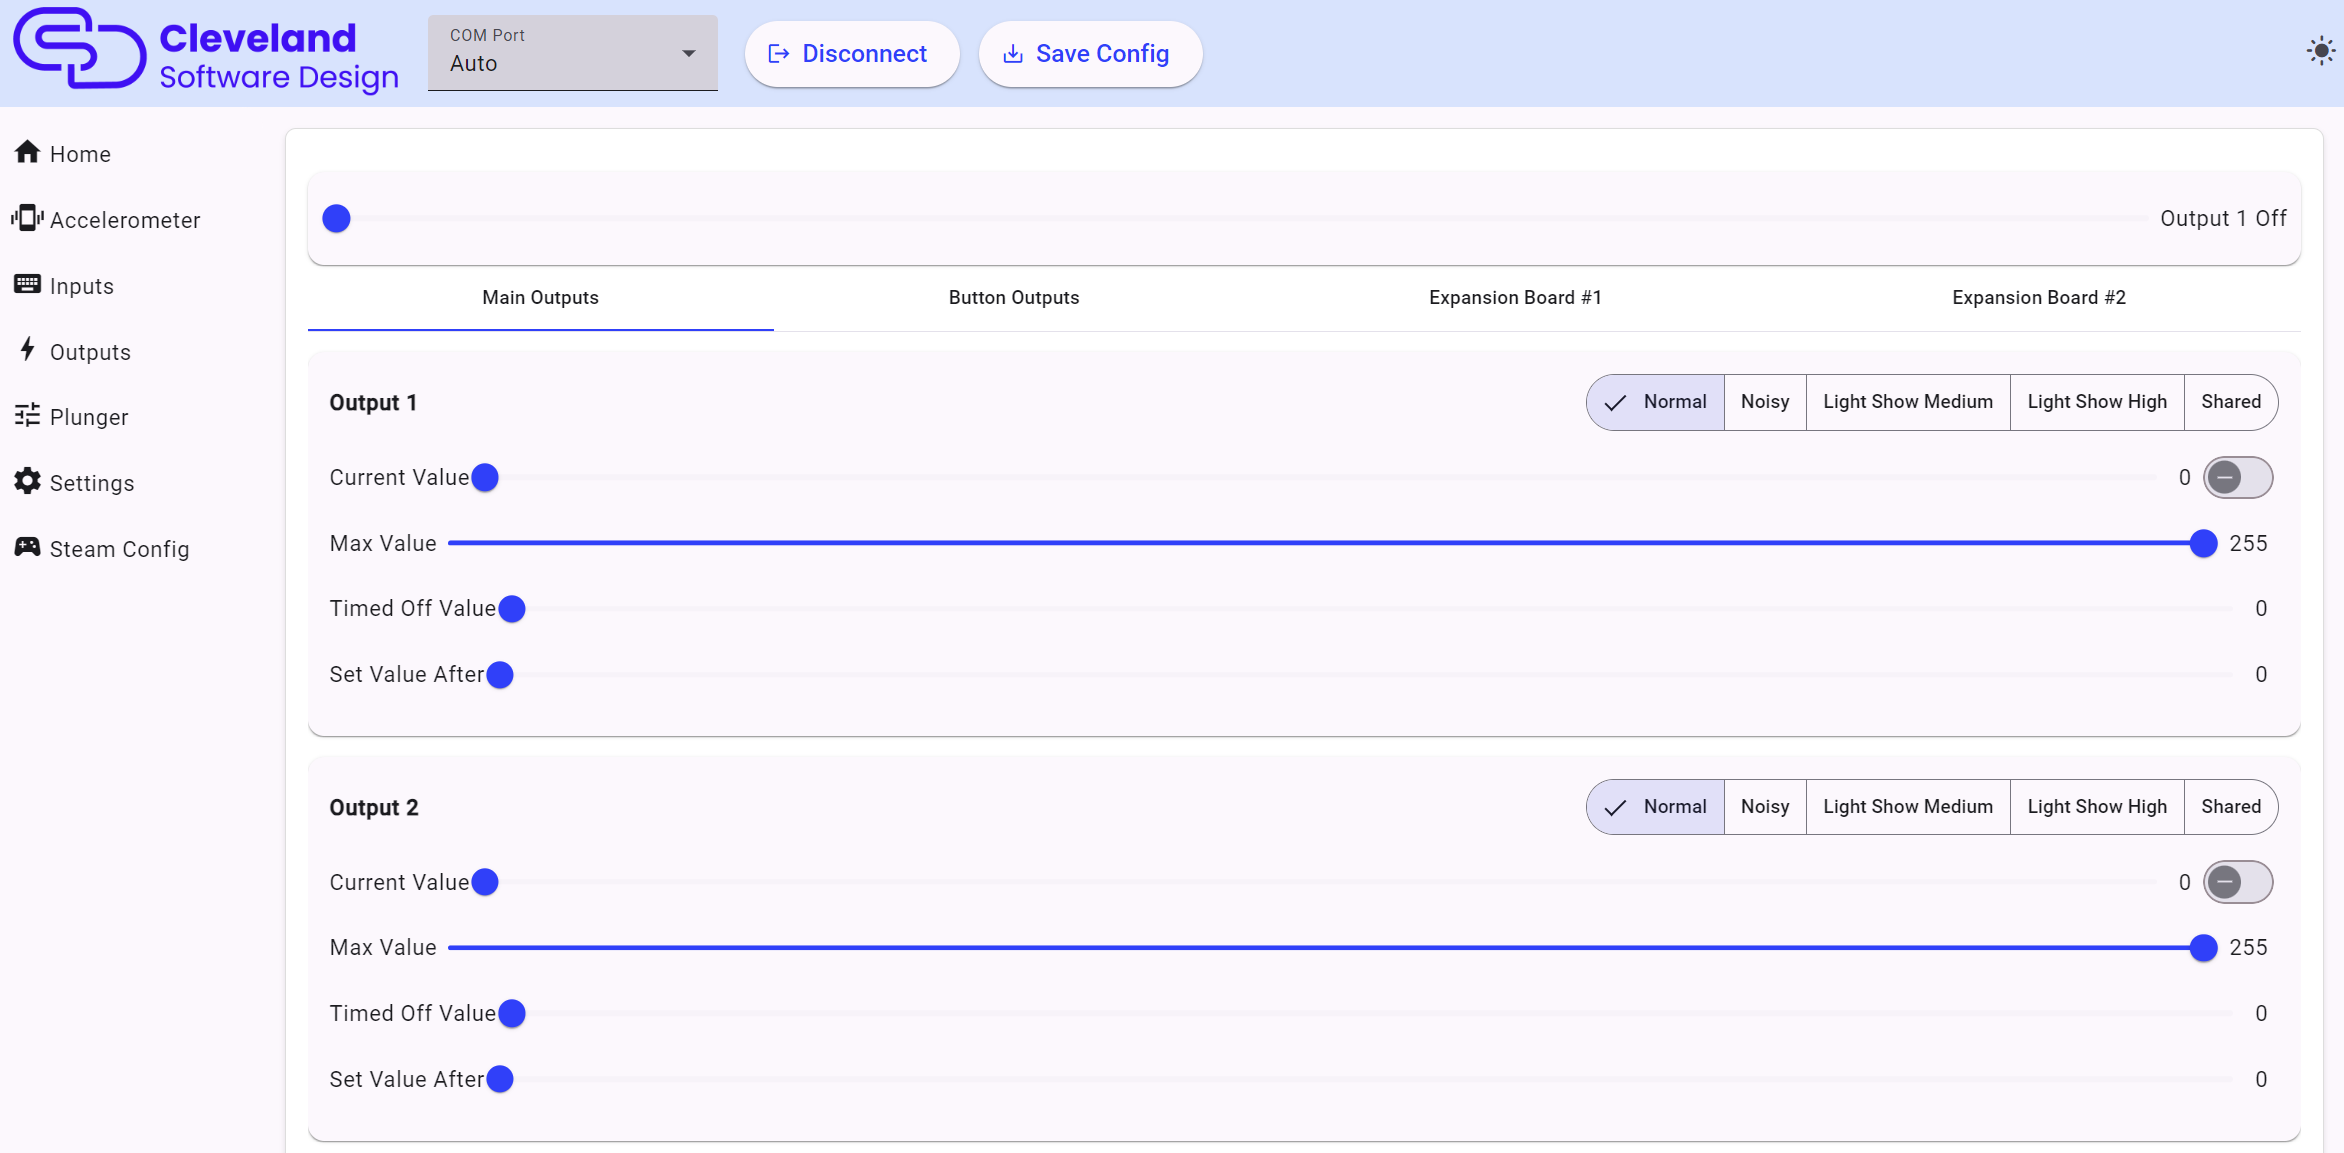 Cleveland
Software Design
COM Port
Auto
Disconnect
Save Config
Home
Accelerometer
Inputs
Outputs
Plunger
Settings
Steam Config
Output 1 Off
Main Outputs
Button Outputs
Expansion Board #1
Expansion Board #2
Output 1
Normal
Noisy
Light Show Medium
Light Show High
Shared
Current Value
0
Max Value
255
Timed Off Value
0
Set Value After
0
Output 2
Normal
Noisy
Light Show Medium
Light Show High
Shared
Current Value
0
Max Value
255
Timed Off Value
0
Set Value After
0